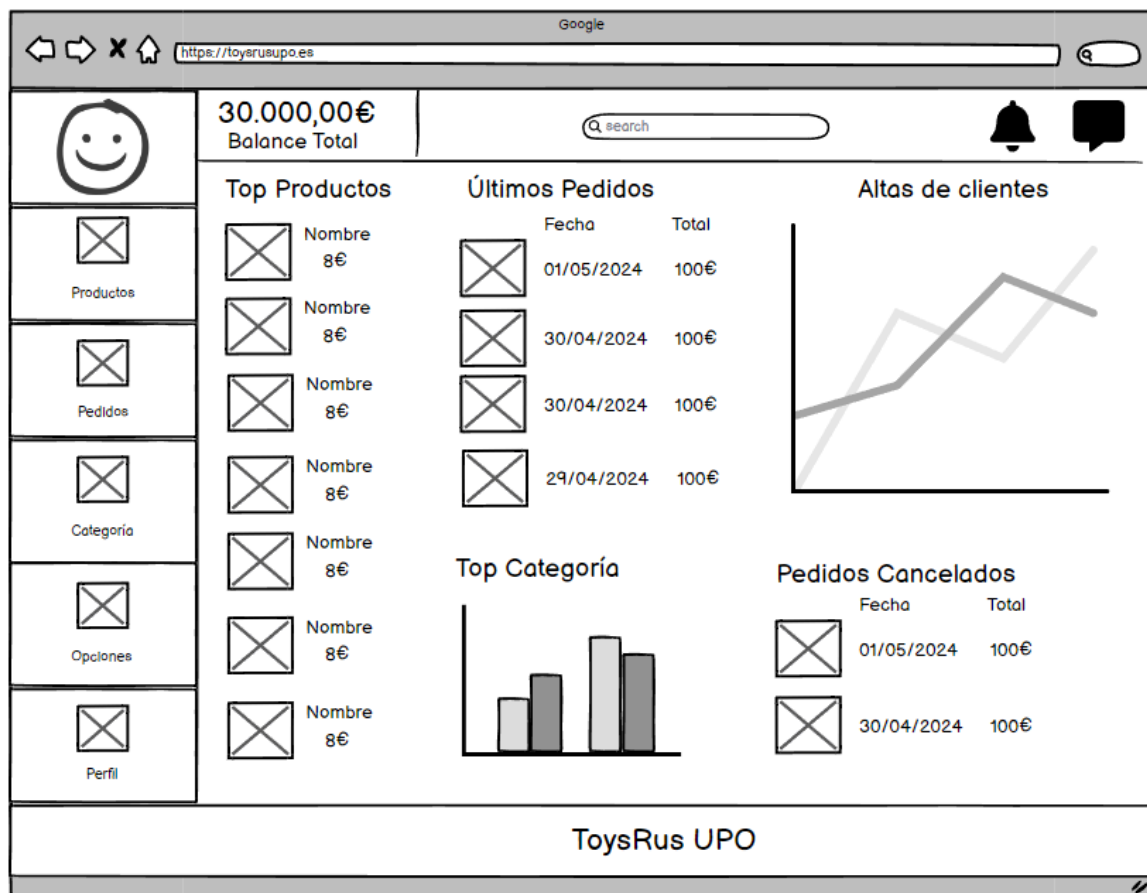 Google
https://toysrusupo.es
30.000,00€
Balance Total
search
Productos
Pedidos
Categoría
Opciones
Perfil
Top Productos
Nombre
8€
Nombre
8€
Nombre
8€
Nombre
8€
Nombre
8€
Nombre
8€
Nombre
8€
Últimos Pedidos
Fecha Total
01/05/2024 100€
30/04/2024 100€
30/04/2024 100€
29/04/2024 100€
Altas de clientes
Top Categoría
Pedidos Cancelados
Fecha Total
01/05/2024 100€
30/04/2024 100€
ToysRus UPO